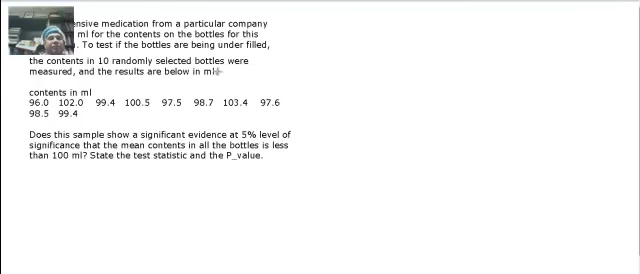 ensive medication from a particular company
ml for the contents on the bottles for this
. To test if the bottles are being under filled,
the contents in 10 randomly selected bottles were
measured, and the results are below in ml
contents in ml
96.0 102.0 99.4 100.5 97.5 98.7 103.4 97.6
98.5 99.4
Does this sample show a significant evidence at 5% level of
significance that the mean contents in all the bottles is less
than 100 ml? State the test statistic and the P_value.